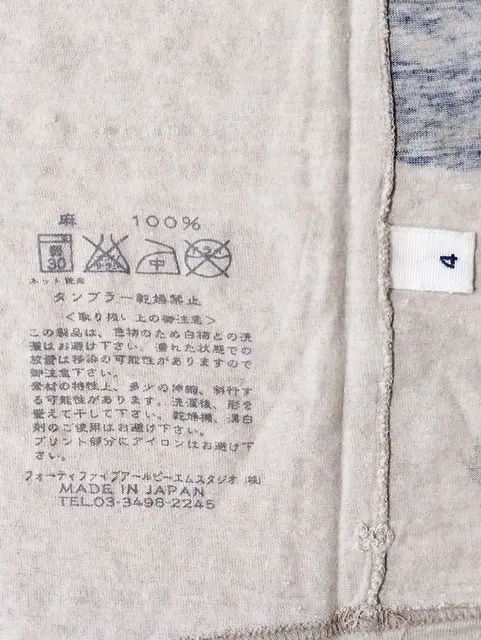 麻 100%
弱
30
中
ネット使用
タンブラー乾燥禁止
<取り扱い上の御注意>
この製品は、色物のため白物との洗
濯はお避け下さい。濡れた状態での
放置は移染の可能性がありますので
御注意下さい。
素材の特性上、多少の伸縮、斜行す
る可能性があります。洗濯後、形を
整えて干して下さい。乾燥機、漂白
剤のご使用はお避け下さい。
プリント部分にアイロンはお避け下
さい。
フォーティファイブアールピーエムスタジオ(株)
MADE IN JAPAN
TEL.03-3498-2245
4